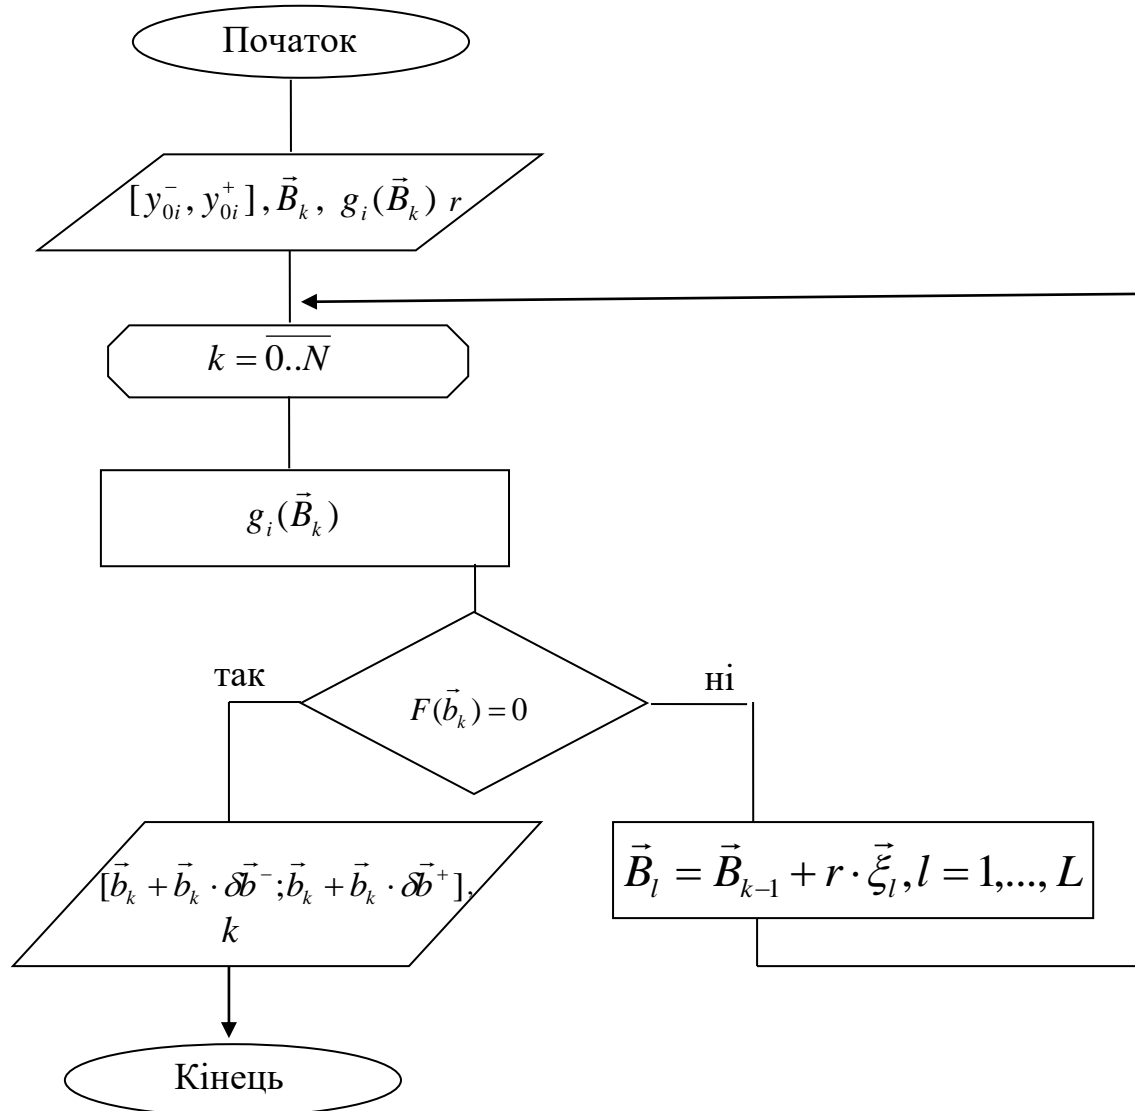 Початок
[y₀ᵢ⁻, y₀ᵢ⁺], B⃗ₖ, gᵢ(B⃗ₖ) r
k = 0..N̅
gᵢ(B⃗ₖ)
так
ні
F(b⃗ₖ) = 0
[b⃗ₖ + b⃗ₖ · δb⃗⁻; b⃗ₖ + b⃗ₖ · δb⃗⁺],
k
B⃗ₗ = B⃗ₖ₋₁ + r · ξ⃗ₗ, l = 1,..., L
Кінець